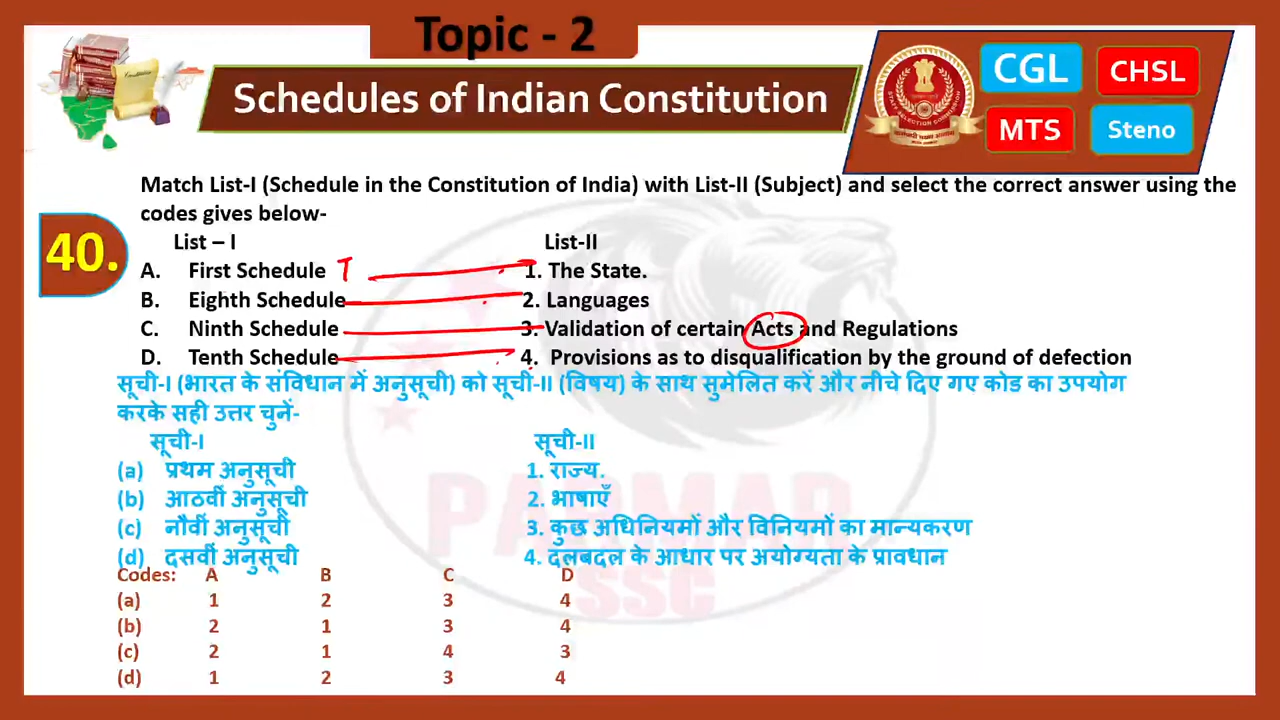 Topic - 2
Schedules of Indian Constitution
CGL CHSL
MTS Steno
40.
Match List-I (Schedule in the Constitution of India) with List-II (Subject) and select the correct answer using the
codes gives below-
List – I List-II
A. First Schedule 1. The State.
B. Eighth Schedule 2. Languages
C. Ninth Schedule 3. Validation of certain Acts and Regulations
D. Tenth Schedule 4. Provisions as to disqualification by the ground of defection
सूची-I (भारत के संविधान में अनुसूची) को सूची-II (विषय) के साथ सुमेलित करें और नीचे दिए गए कोड का उपयोग
करके सही उत्तर चुनें-
सूची-I सूची-II
(a) प्रथम अनुसूची 1. राज्य.
(b) आठवीं अनुसूची 2. भाषाएँ
(c) नौवीं अनुसूची 3. कुछ अधिनियमों और विनियमों का मान्यकरण
(d) दसवीं अनुसूची 4. दलबदल के आधार पर अयोग्यता के प्रावधान
Codes: A B C D
(a) 1 2 3 4
(b) 2 1 3 4
(c) 2 1 4 3
(d) 1 2 3 4
PARMAR
SSC